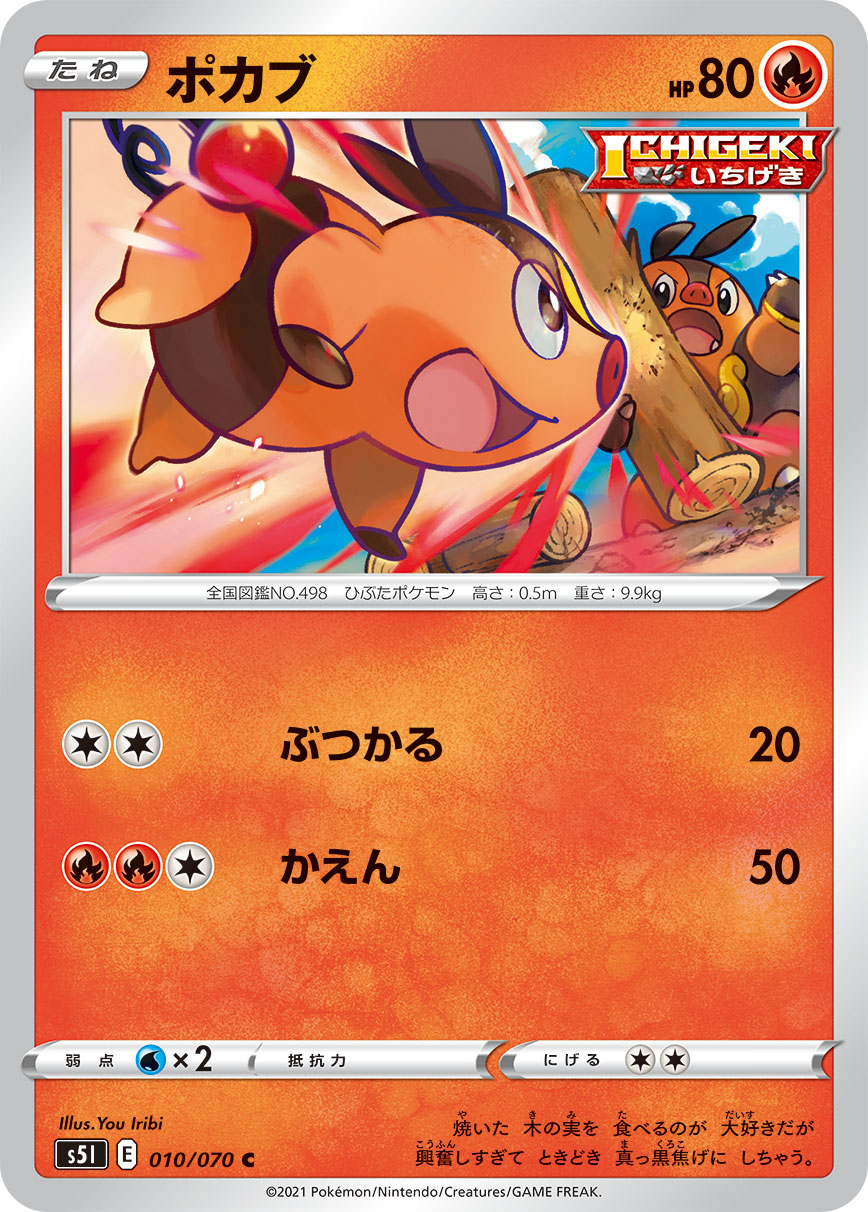 たね ポカブ HP80
ICHIGEKI
いちげき
全国図鑑NO.498 ひぶたポケモン 高さ:0.5m 重さ:9.9kg
ぶつかる 20
かえん 50
弱点 ×2 抵抗力 にげる
Illus.You Iribi
焼いた 木の実を 食べるのが 大好きだが
興奮しすぎて ときどき 真っ黒焦げに しちゃう。
s5I E 010/070 C
©2021 Pokémon/Nintendo/Creatures/GAME FREAK.